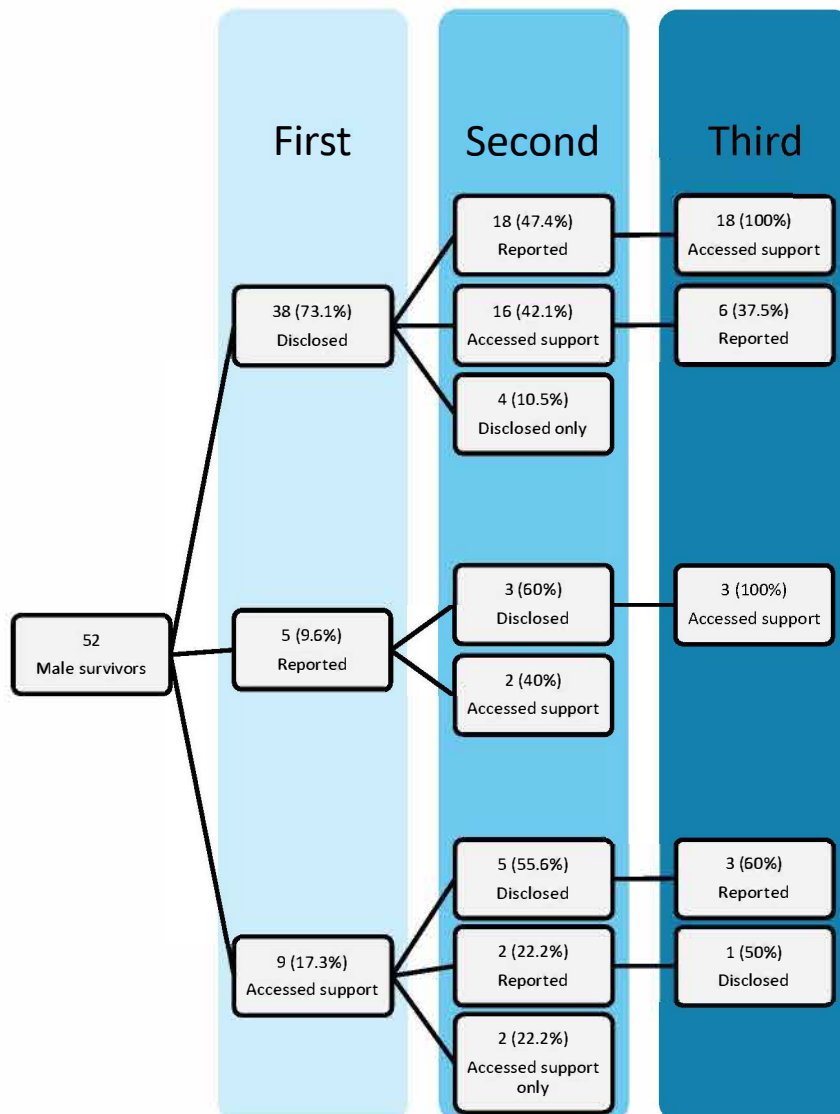 First
Second
Third
18 (47.4%)
Reported
18 (100%)
Accessed support
38 (73.1%)
Disclosed
16 (42.1%)
Accessed support
6 (37.5%)
Reported
4 (10.5%)
Disclosed only
52
Male survivors
5 (9.6%)
Reported
3 (60%)
Disclosed
3 (100%)
Accessed support
2 (40%)
Accessed support
9 (17.3%)
Accessed support
5 (55.6%)
Disclosed
3 (60%)
Reported
2 (22.2%)
Reported
1 (50%)
Disclosed
2 (22.2%)
Accessed support
only